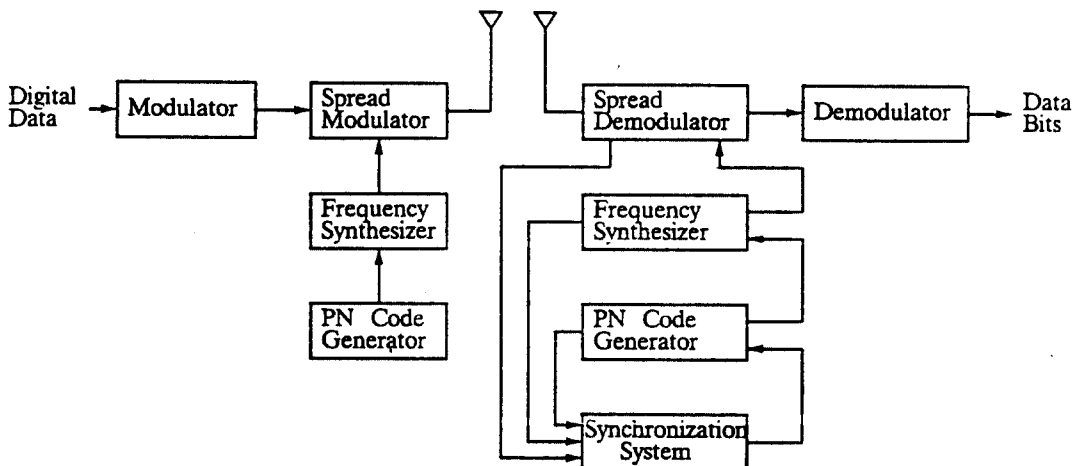 Digital
Data
Modulator
Spread
Modulator
Frequency
Synthesizer
PN Code
Generator
Spread
Demodulator
Demodulator
Data
Bits
Frequency
Synthesizer
PN Code
Generator
Synchronization
System